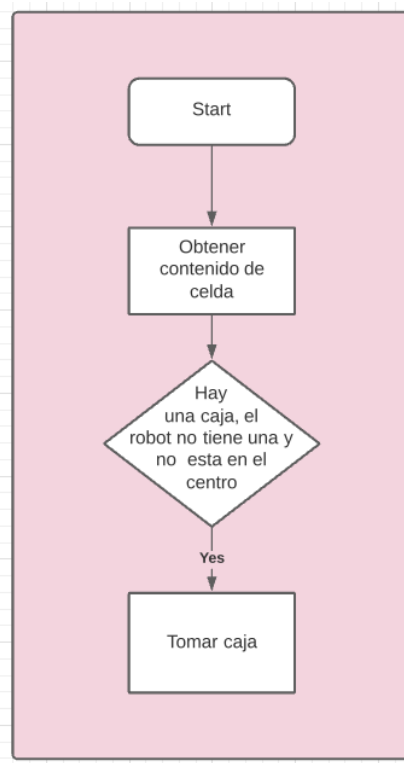 Start
Obtener
contenido de
celda
Hay
una caja, el
robot no tiene una y
no esta en el
centro
Yes
Tomar caja